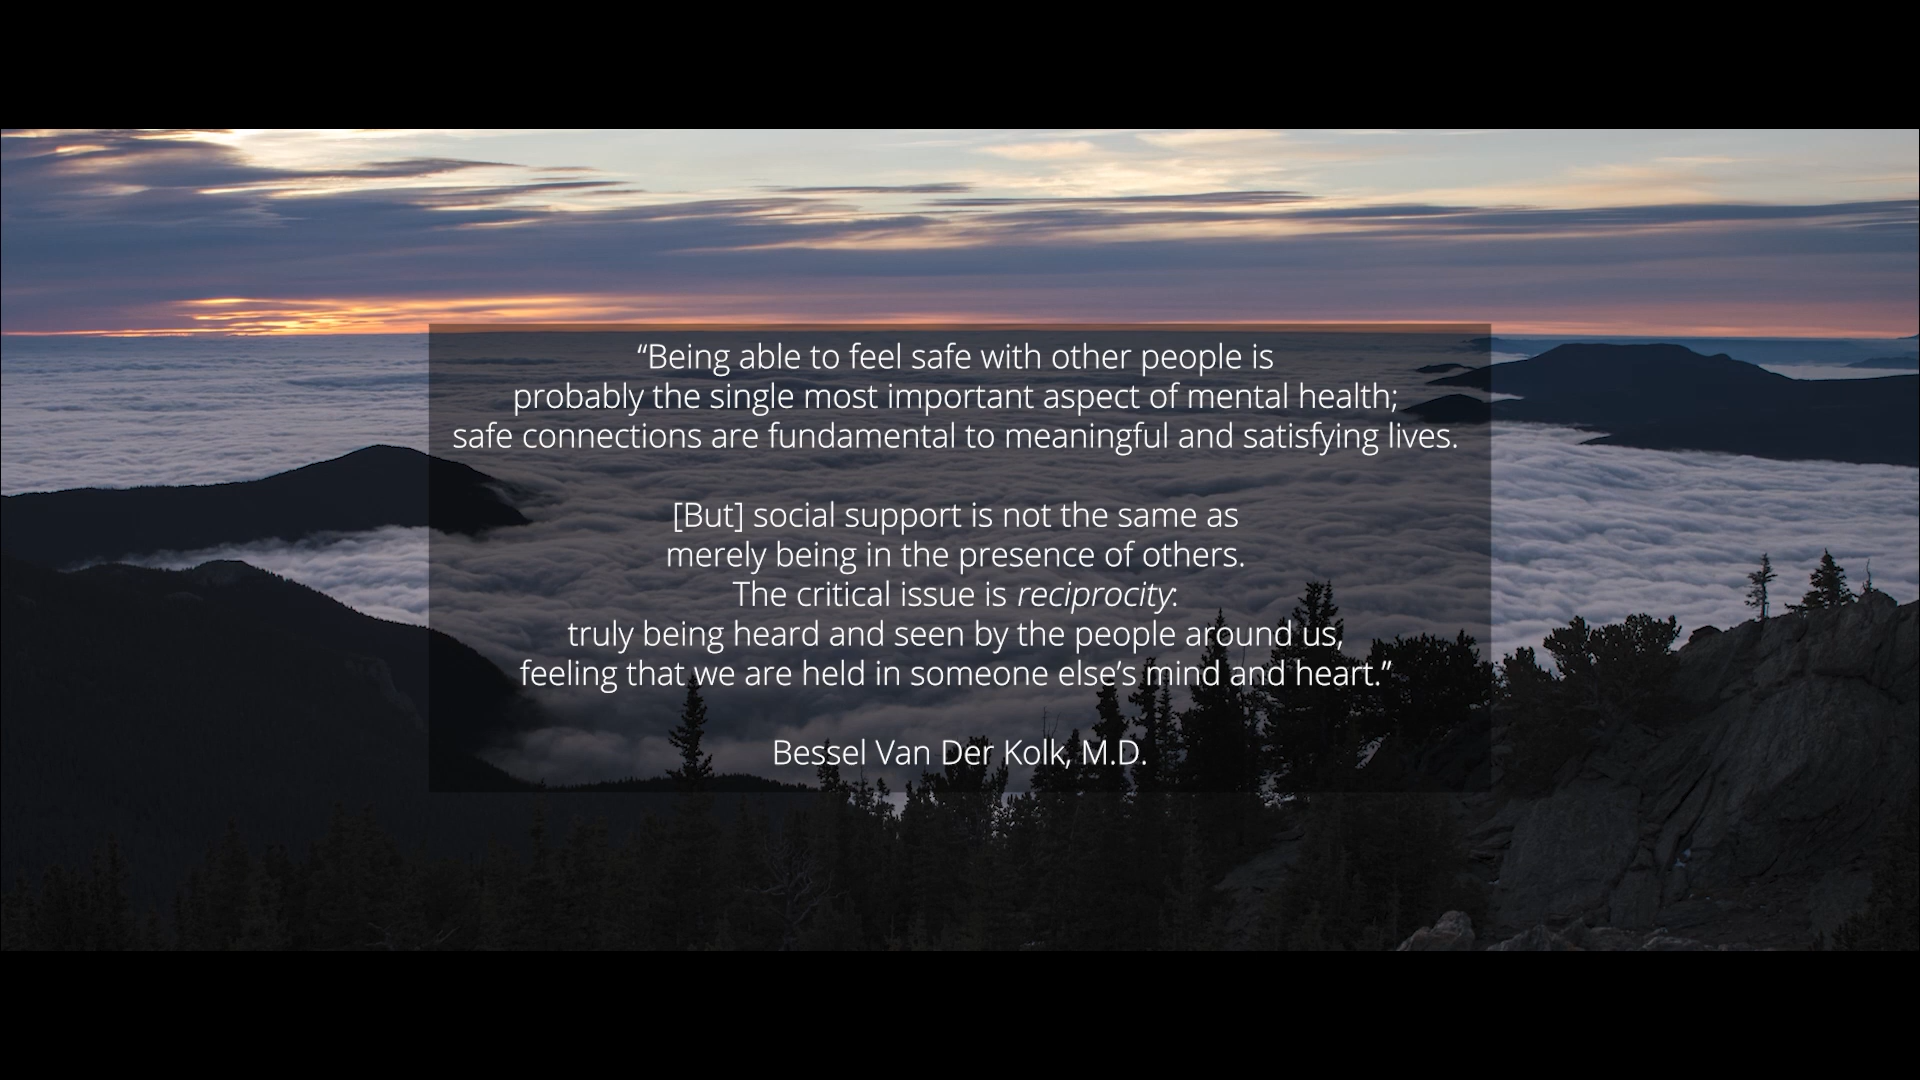 “Being able to feel safe with other people is
probably the single most important aspect of mental health;
safe connections are fundamental to meaningful and satisfying lives.
[But] social support is not the same as
merely being in the presence of others.
The critical issue is reciprocity:
truly being heard and seen by the people around us,
feeling that we are held in someone else’s mind and heart.”
Bessel Van Der Kolk, M.D.